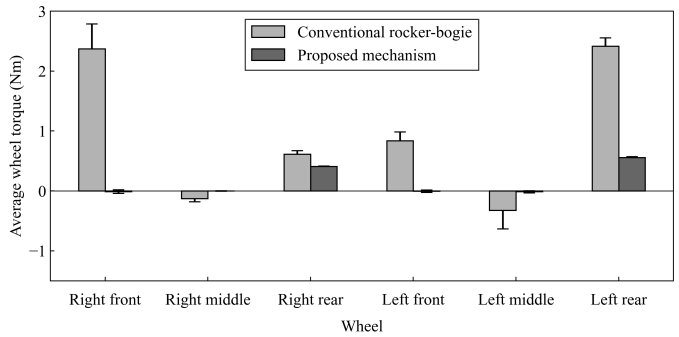 3
2
1
0
−1
Average wheel torque (Nm)
Conventional rocker-bogie
Proposed mechanism
Right front
Right middle
Right rear
Left front
Left middle
Left rear
Wheel